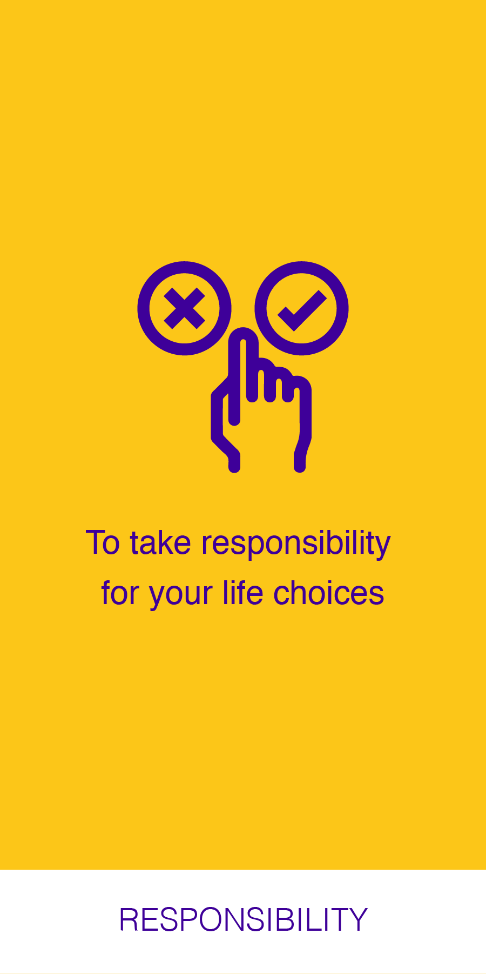 To take responsibility
for your life choices
RESPONSIBILITY